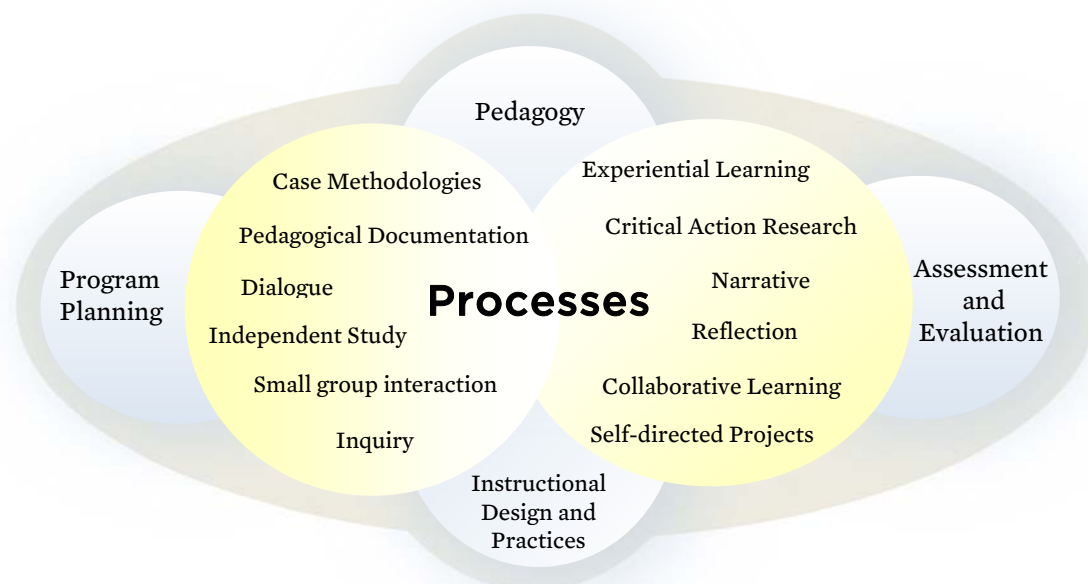 Pedagogy
Case Methodologies
Pedagogical Documentation
Dialogue
Independent Study
Small group interaction
Inquiry
Processes
Experiential Learning
Critical Action Research
Narrative
Reflection
Collaborative Learning
Self-directed Projects
Program
Planning
Assessment
and
Evaluation
Instructional
Design and
Practices